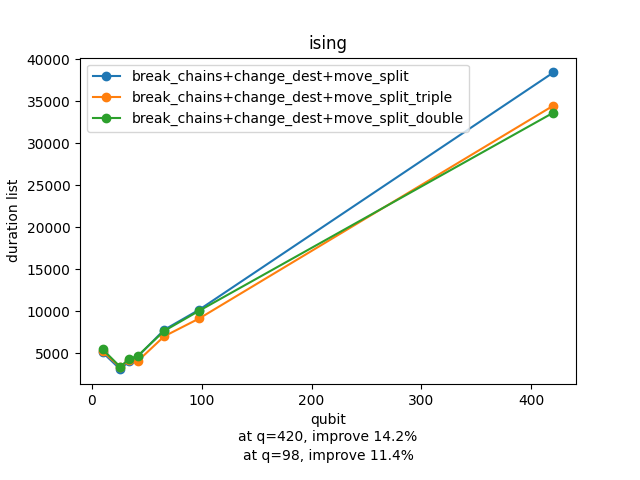 ising
break_chains+change_dest+move_split
break_chains+change_dest+move_split_triple
break_chains+change_dest+move_split_double
duration list
40000
35000
30000
25000
20000
15000
10000
5000
0 100 200 300 400
qubit
at q=420, improve 14.2%
at q=98, improve 11.4%